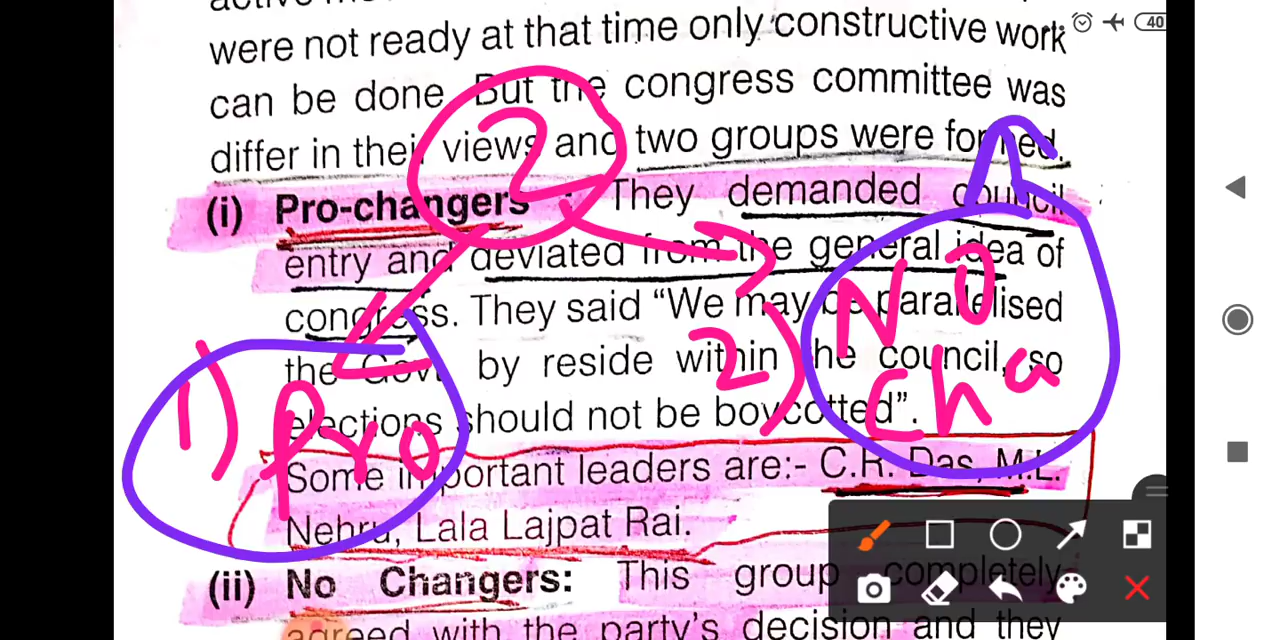 were not ready at that time only constructive work
40
can be done. But the congress committee was
differ in their views and two groups were formed.
2
(i) Pro-changers : They demanded council
entry and deviated from the general idea of
congress. They said “We may be parallelised
NO
the Govt. by reside within the council, so
2)
Cha
1) Pro
elections should not be boycotted”.
Some important leaders are:- C.R. Das, M.L.
Nehru, Lala Lajpat Rai.
(ii) No Changers: This group completely
agreed with the party's decision and they